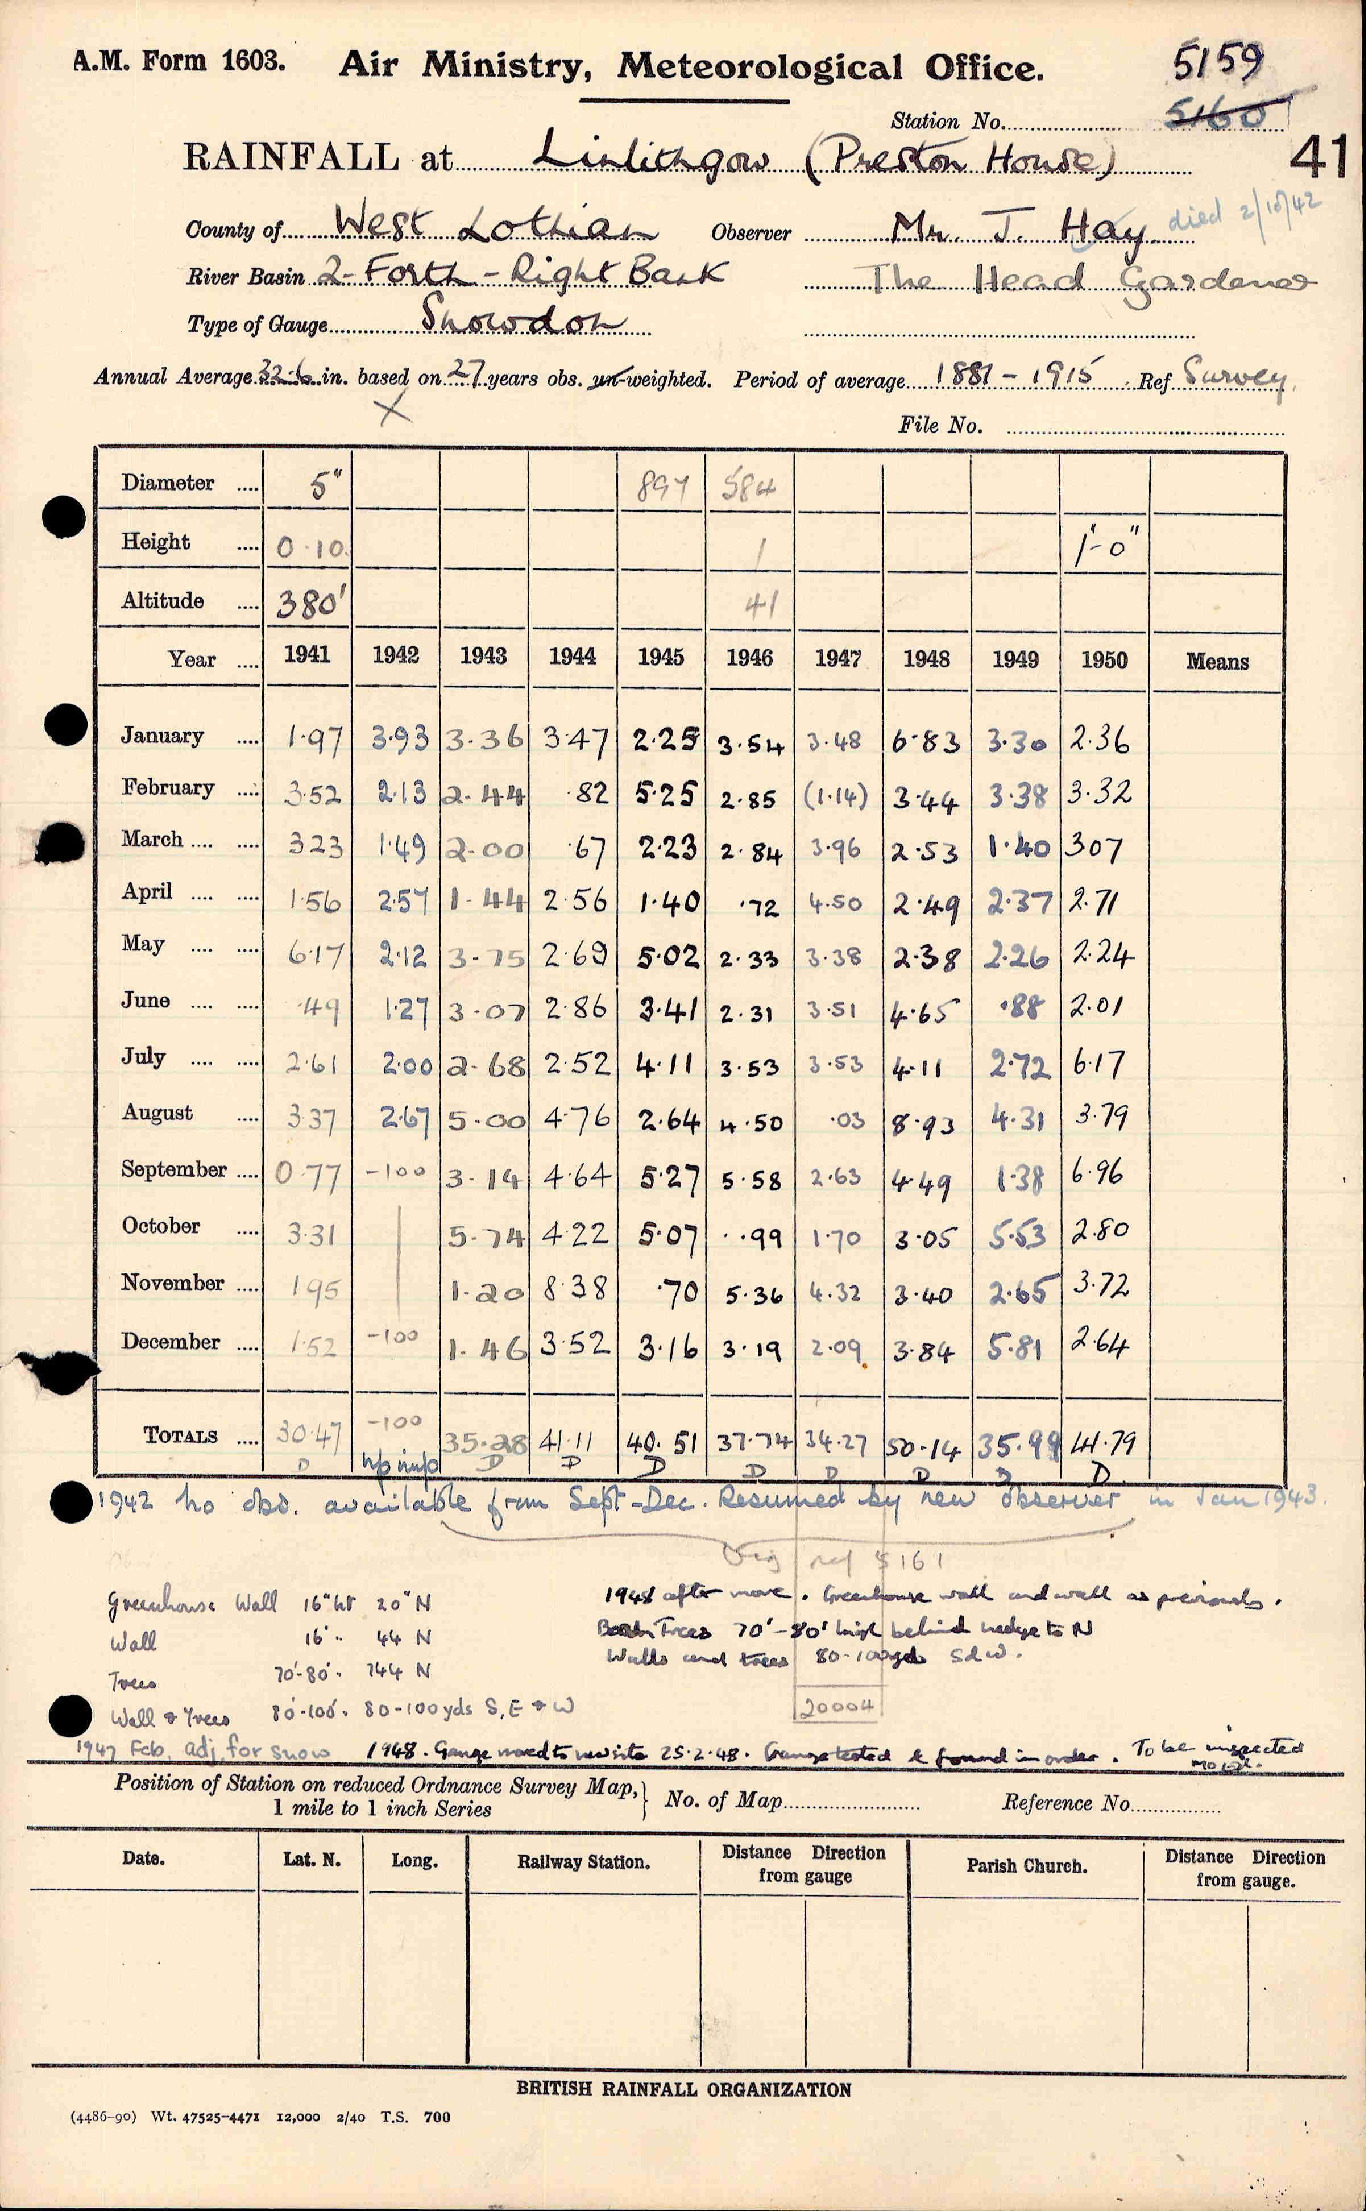 A.M. Form 1603. Air Ministry, Meteorological Office. 5159
Station No. 5160
41
RAINFALL at Linlithgow (Preston House)
County of West Lothian Observer Mr. J. Hay died 2/10/42
River Basin 2-Forth-Right Bank The Head Gardener
Type of Gauge Snowdon
Annual Average 32.6 in. based on 27 years obs. un-weighted. Period of average 1881-1915. Ref Survey.
X
File No.
Diameter .... 5" 897 584
Height .... 0.10 1 1'-0"
Altitude .... 380' 41
Year .... 1941 1942 1943 1944 1945 1946 1947 1948 1949 1950 Means
January .... 1.97 3.93 3.36 3.47 2.25 3.54 3.48 6.83 3.30 2.36
February .... 3.52 2.13 2.44 .82 5.25 2.85 (1.14) 3.44 3.38 3.32
March .... .... 3.23 1.49 2.00 .67 2.23 2.84 3.96 2.53 1.40 3.07
April .... .... 1.56 2.57 1.44 2.56 1.40 .72 4.50 2.49 2.37 2.71
May .... .... 6.17 2.12 3.75 2.69 5.02 2.33 3.38 2.38 2.26 2.24
June .... .... .49 1.27 3.07 2.86 3.41 2.31 3.51 4.65 .88 2.01
July .... .... 2.61 2.00 2.68 2.52 4.11 3.53 3.53 4.11 2.72 6.17
August .... 3.37 2.67 5.00 4.76 2.64 4.50 .03 8.93 4.31 3.79
September .... 0.77 -100 3.14 4.64 5.27 5.58 2.63 4.49 1.38 6.96
October .... 3.31 5.74 4.22 5.07 .99 1.70 3.05 5.53 2.80
November .... 1.95 1.20 8.38 .70 5.36 4.32 3.40 2.65 3.72
December .... 1.52 -100 1.46 3.52 3.16 3.19 2.09 3.84 5.81 2.64
TOTALS .... 30.47 -100 35.28 41.11 40.51 37.74 34.27 50.14 35.99 41.79
D D D D D D D D D
1942 no obs. available from Sept-Dec. Resumed by new observer in Jan 1943.
ref 5161
Greenhouse Wall 16" ht 20" N
Wall 16' " 44 N
Trees 70'-80' " 144 N
Wall & Trees 80'-100' " 80-100yds S, E & W
1948 after move. Greenhouse wall and wall as previously.
Trees 70'-80' high behind hedge to N
Walls and trees 80-100yds S & W.
20004
1947 Feb. adj. for snow 1948. Gauge moved to new site 25.2.48. Gauge tested & found in order. To be inspected
Position of Station on reduced Ordnance Survey Map, } No. of Map Reference No.
1 mile to 1 inch Series
Date. Lat. N. Long. Railway Station. Distance Direction from gauge Parish Church. Distance Direction from gauge.
BRITISH RAINFALL ORGANIZATION
(4486-90) Wt. 47525-4471 12,000 2/40 T.S. 700